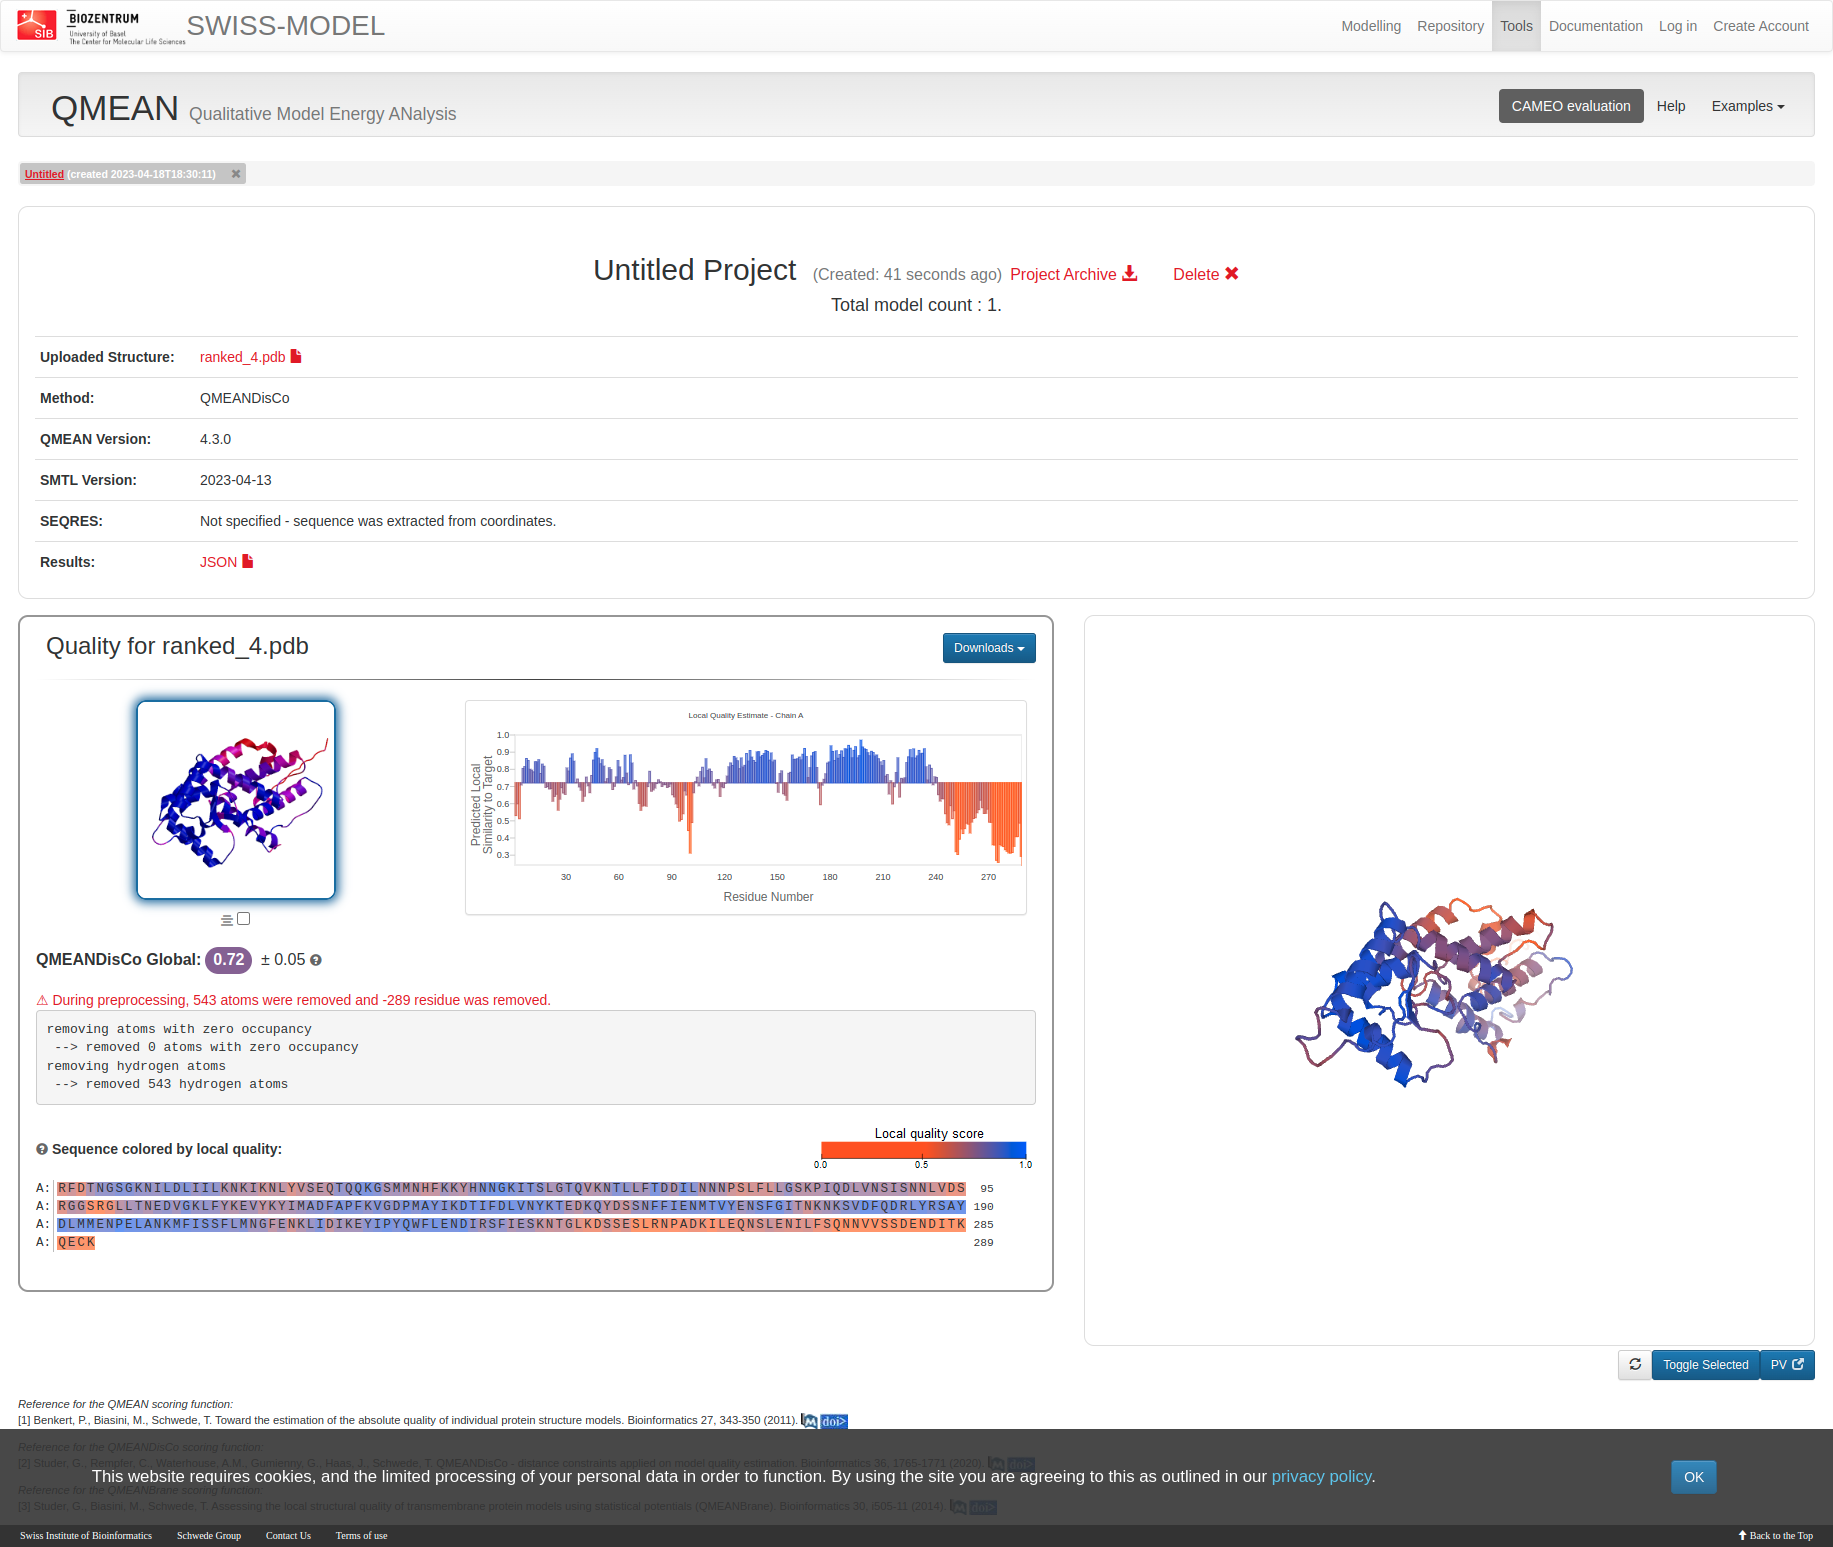 SIB
BIOZENTRUM
University of Basel
The Center for Molecular Life Sciences
SWISS-MODEL
Modelling Repository Tools Documentation Log in Create Account
QMEAN Qualitative Model Energy ANalysis
CAMEO evaluation Help Examples
Untitled (created 2023-04-18T18:30:11) ✖
Untitled Project (Created: 41 seconds ago) Project Archive Delete ✖
Total model count : 1.
Uploaded Structure: ranked_4.pdb
Method: QMEANDisCo
QMEAN Version: 4.3.0
SMTL Version: 2023-04-13
SEQRES: Not specified - sequence was extracted from coordinates.
Results: JSON
Quality for ranked_4.pdb
Downloads
Local Quality Estimate - Chain A
Predicted Local
Similarity to Target
1.0
0.9
0.8
0.7
0.6
0.5
0.4
0.3
30 60 90 120 150 180 210 240 270
Residue Number
QMEANDisCo Global: 0.72 ± 0.05
⚠ During preprocessing, 543 atoms were removed and -289 residue was removed.
removing atoms with zero occupancy
--> removed 0 atoms with zero occupancy
removing hydrogen atoms
--> removed 543 hydrogen atoms
Sequence colored by local quality:
Local quality score
0.0 0.5 1.0
A: RFDTNGSGKNILDLIILKNKIKNLYVSEQTQQKGSMMNHFKKYHNNGKITSLGTQVKNTLLFTDDILNNNPSLFLLGSKPIQDLVNSISNNLVDS 95
A: RGGSRGLLTNEDVGKLFYKEVYKYIMADFAPFKVGDPMAYIKDTIFDLVNYKTEDKQYDSSNFFIENMTVYENSFGITNKNKSVDFQDRLYRSAY 190
A: DLMMENPELANKMFISSFLMNGFENKLIDIKEYIPYQWFLENDIRSFIESKNTGLKDSSESLRNPADKILEQNSLENILFSQNNVVSSDENDITK 285
A: QECK 289
Toggle Selected PV
Reference for the QMEAN scoring function:
[1] Benkert, P., Biasini, M., Schwede, T. Toward the estimation of the absolute quality of individual protein structure models. Bioinformatics 27, 343-350 (2011). M doi>
Reference for the QMEANDisCo scoring function:
[2] Studer, G., Rempfer, C., Waterhouse, A.M., Gumienny, G., Haas, J., Schwede, T. QMEANDisCo - distance constraints applied on model quality estimation. Bioinformatics 36, 1765-1771 (2020). M doi>
This website requires cookies, and the limited processing of your personal data in order to function. By using the site you are agreeing to this as outlined in our privacy policy.
OK
Reference for the QMEANBrane scoring function:
[3] Studer, G., Biasini, M., Schwede, T. Assessing the local structural quality of transmembrane protein models using statistical potentials (QMEANBrane). Bioinformatics 30, i505-11 (2014). M doi>
Swiss Institute of Bioinformatics Schwede Group Contact Us Terms of use
Back to the Top